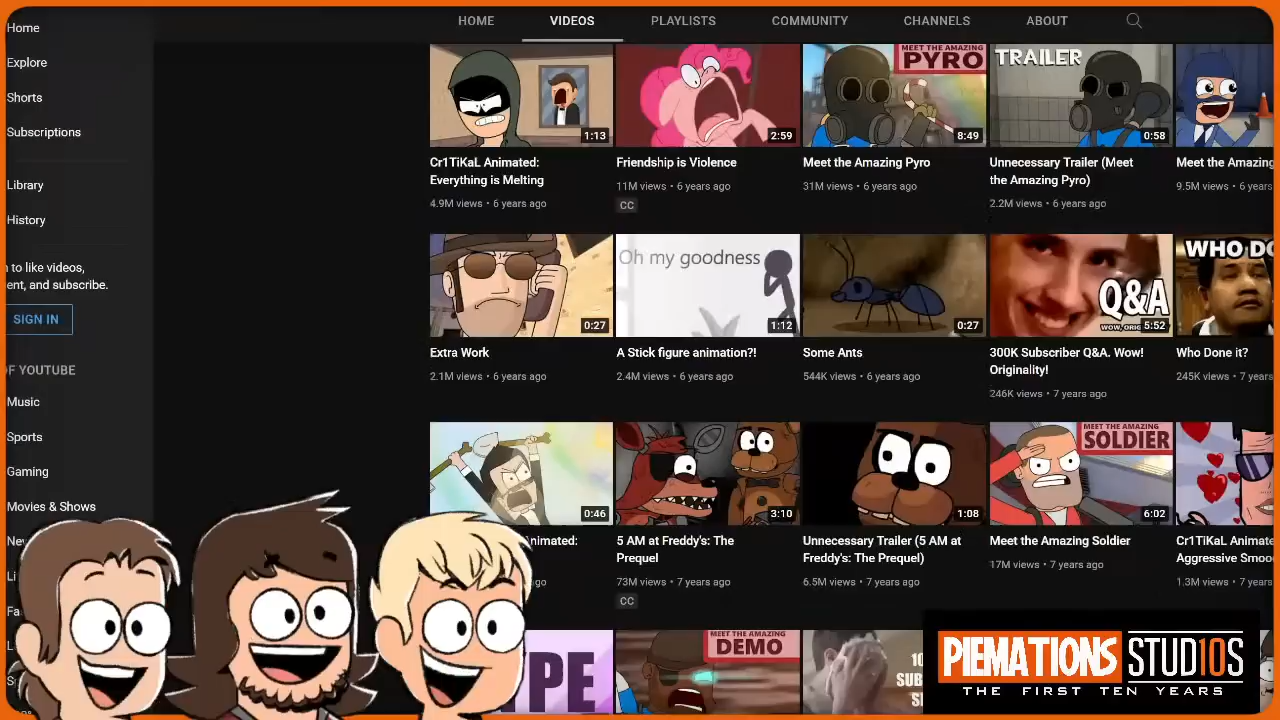 HOME
VIDEOS
PLAYLISTS
COMMUNITY
CHANNELS
ABOUT
Home
Explore
Shorts
Subscriptions
Library
History
to like videos,
ent, and subscribe.
SIGN IN
OF YOUTUBE
Music
Sports
Gaming
Movies & Shows
1:13
2:59
MEET THE AMAZING
PYRO
8:49
TRAILER
0:58
Cr1TiKaL Animated:
Everything is Melting
4.9M views • 6 years ago
Friendship is Violence
11M views • 6 years ago
CC
Meet the Amazing Pyro
31M views • 6 years ago
Unnecessary Trailer (Meet
the Amazing Pyro)
2.2M views • 6 years ago
Meet the Amazing
9.5M views • 6 years
0:27
Oh my goodness
1:12
0:27
Q&A
5:52
WHO DO
Extra Work
2.1M views • 6 years ago
A Stick figure animation?!
2.4M views • 6 years ago
Some Ants
544K views • 6 years ago
300K Subscriber Q&A. Wow!
Originality!
246K views • 7 years ago
Who Done it?
245K views • 7 years
0:46
3:10
1:08
MEET THE AMAZING
SOLDIER
6:02
nimated:
ago
5 AM at Freddy's: The
Prequel
73M views • 7 years ago
CC
Unnecessary Trailer (5 AM at
Freddy's: The Prequel)
6.5M views • 7 years ago
Meet the Amazing Soldier
17M views • 7 years ago
Cr1TiKaL Animate
Aggressive Smoo
1.3M views • 7 years
PE
MEET THE AMAZING
DEMO
10
SUB
PIEMATIONS STUD10S
THE FIRST TEN YEARS